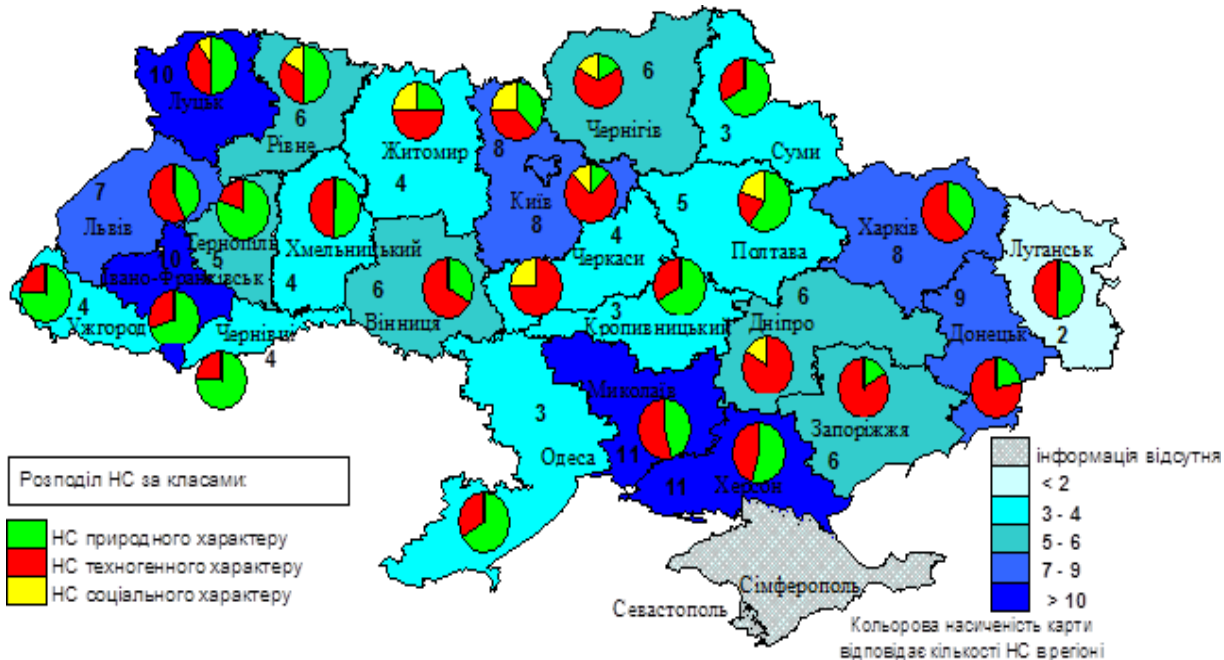 10
Луцьк
6
Рівне
Житомир
4
8
Київ
8
6
Чернігів
3
Суми
7
Львів
10
Івано-Франківськ
Тернопіль
5
Хмельницький
4
6
Вінниця
4
Черкаси
5
Полтава
Харків
8
Луганськ
2
9
Донецьк
4
Ужгород
Чернівці
4
3
Кропивницький
6
Дніпро
Запоріжжя
6
Миколаїв
11
3
Одеса
11
Херсон
Сімферополь
Севастополь
Розподіл НС за класами:
НС природного характеру
НС техногенного характеру
НС соціального характеру
інформація відсутня
< 2
3 - 4
5 - 6
7 - 9
> 10
Кольорова насиченість карти
відповідає кількості НС в регіоні